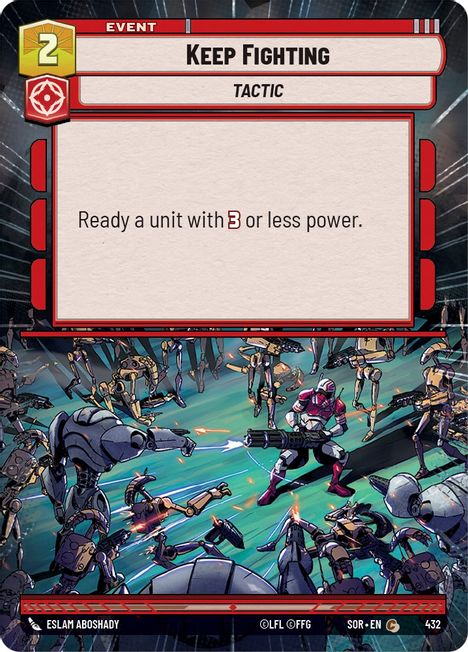 EVENT
2
KEEP FIGHTING
TACTIC
Ready a unit with 3 or less power.
ESLAM ABOSHADY
©LFL ©FFG
SOR • EN
C
432